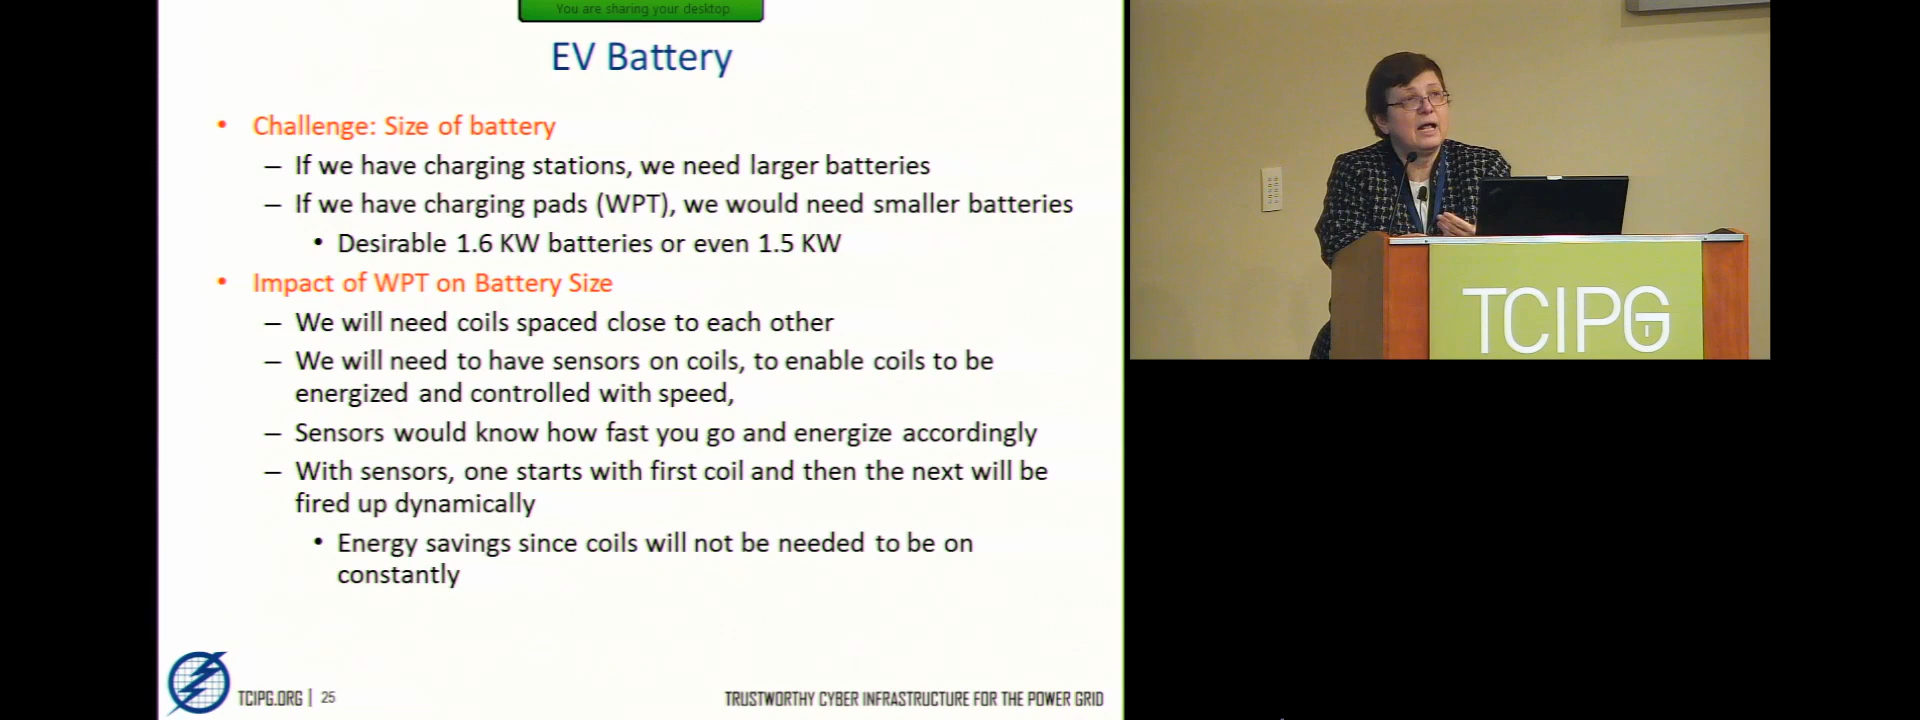 You are sharing your desktop
EV Battery
• Challenge: Size of battery
– If we have charging stations, we need larger batteries
– If we have charging pads (WPT), we would need smaller batteries
• Desirable 1.6 KW batteries or even 1.5 KW
• Impact of WPT on Battery Size
– We will need coils spaced close to each other
– We will need to have sensors on coils, to enable coils to be
energized and controlled with speed,
– Sensors would know how fast you go and energize accordingly
– With sensors, one starts with first coil and then the next will be
fired up dynamically
• Energy savings since coils will not be needed to be on
constantly
TCIPG.ORG | 25
TRUSTWORTHY CYBER INFRASTRUCTURE FOR THE POWER GRID
TCIPG